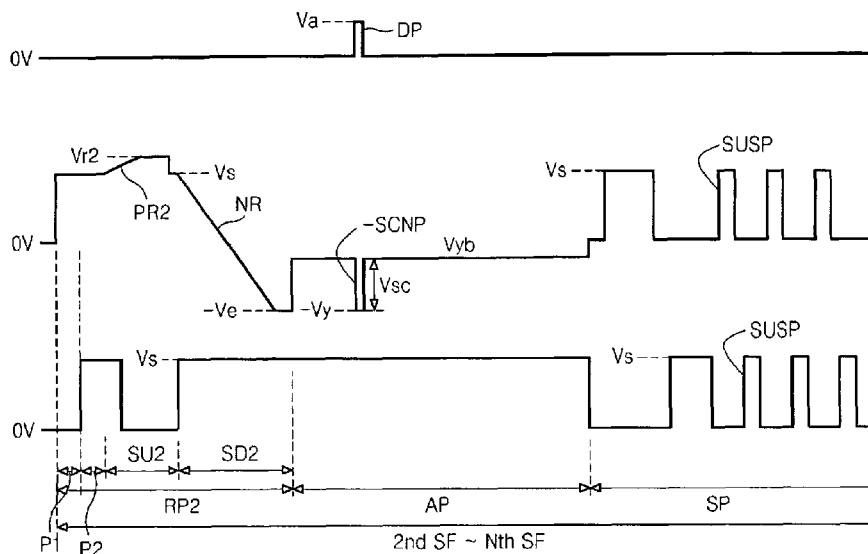 Va
DP
0V
Vr2
Vs
PR2
NR
0V
-Ve
-Vy
-SCNP
Vsc
Vyb
Vs
SUSP
Vs
Vs
SUSP
0V
SU2
SD2
RP2
AP
SP
P1
P2
2nd SF ~ Nth SF